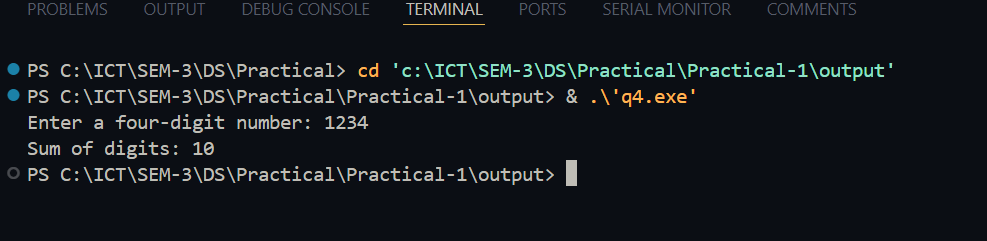 PROBLEMS OUTPUT DEBUG CONSOLE TERMINAL PORTS SERIAL MONITOR COMMENTS
PS C:\ICT\SEM-3\DS\Practical> cd 'c:\ICT\SEM-3\DS\Practical\Practical-1\output'
PS C:\ICT\SEM-3\DS\Practical\Practical-1\output> & .\'q4.exe'
Enter a four-digit number: 1234
Sum of digits: 10
PS C:\ICT\SEM-3\DS\Practical\Practical-1\output>